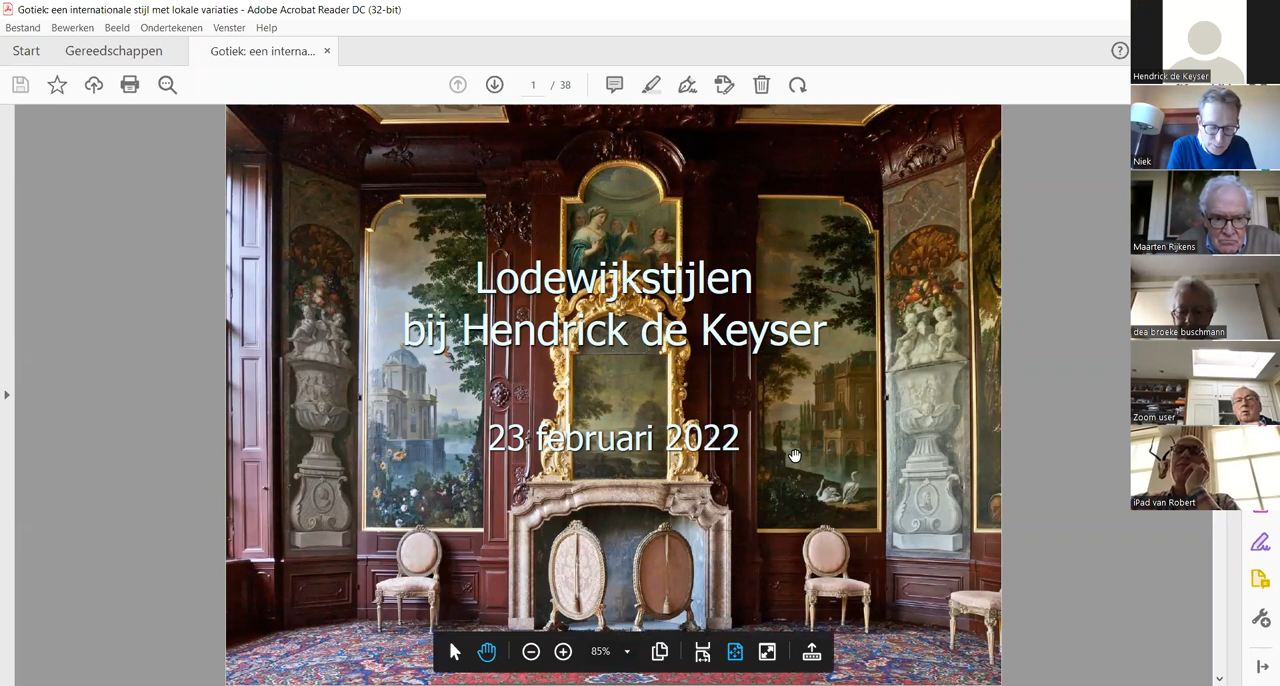 Gotiek: een internationale stijl met lokale variaties - Adobe Acrobat Reader DC (32-bit)
Bestand Bewerken Beeld Ondertekenen Venster Help
Start Gereedschappen Gotiek: een interna... ×
1 / 38
Lodewijkstijlen
bij Hendrick de Keyser
23 februari 2022
85%
Hendrick de Keyser
Niek
Maarten Rijkens
dea broeke buschmann
Zoom user
iPad van Robert